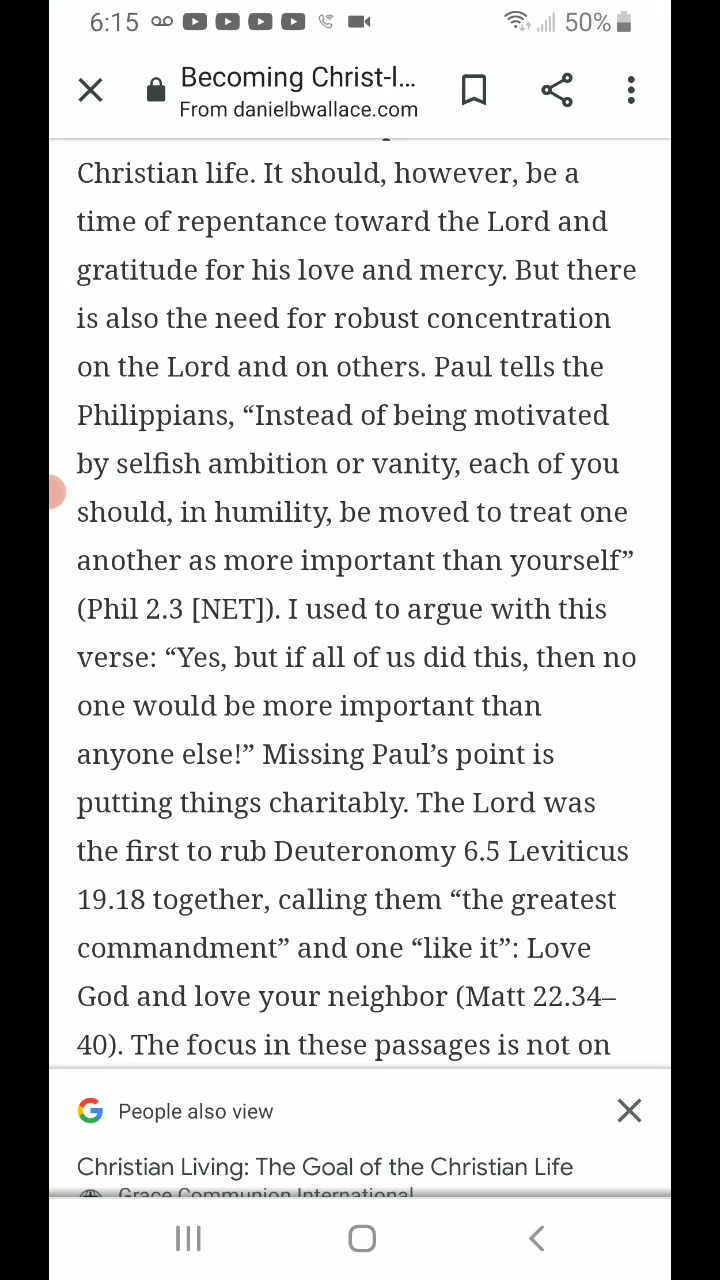 6:15 50%
Becoming Christ-l...
From danielbwallace.com
Christian life. It should, however, be a
time of repentance toward the Lord and
gratitude for his love and mercy. But there
is also the need for robust concentration
on the Lord and on others. Paul tells the
Philippians, “Instead of being motivated
by selfish ambition or vanity, each of you
should, in humility, be moved to treat one
another as more important than yourself”
(Phil 2.3 [NET]). I used to argue with this
verse: “Yes, but if all of us did this, then no
one would be more important than
anyone else!” Missing Paul’s point is
putting things charitably. The Lord was
the first to rub Deuteronomy 6.5 Leviticus
19.18 together, calling them “the greatest
commandment” and one “like it”: Love
God and love your neighbor (Matt 22.34–
40). The focus in these passages is not on
People also view
Christian Living: The Goal of the Christian Life
Grace Communion International